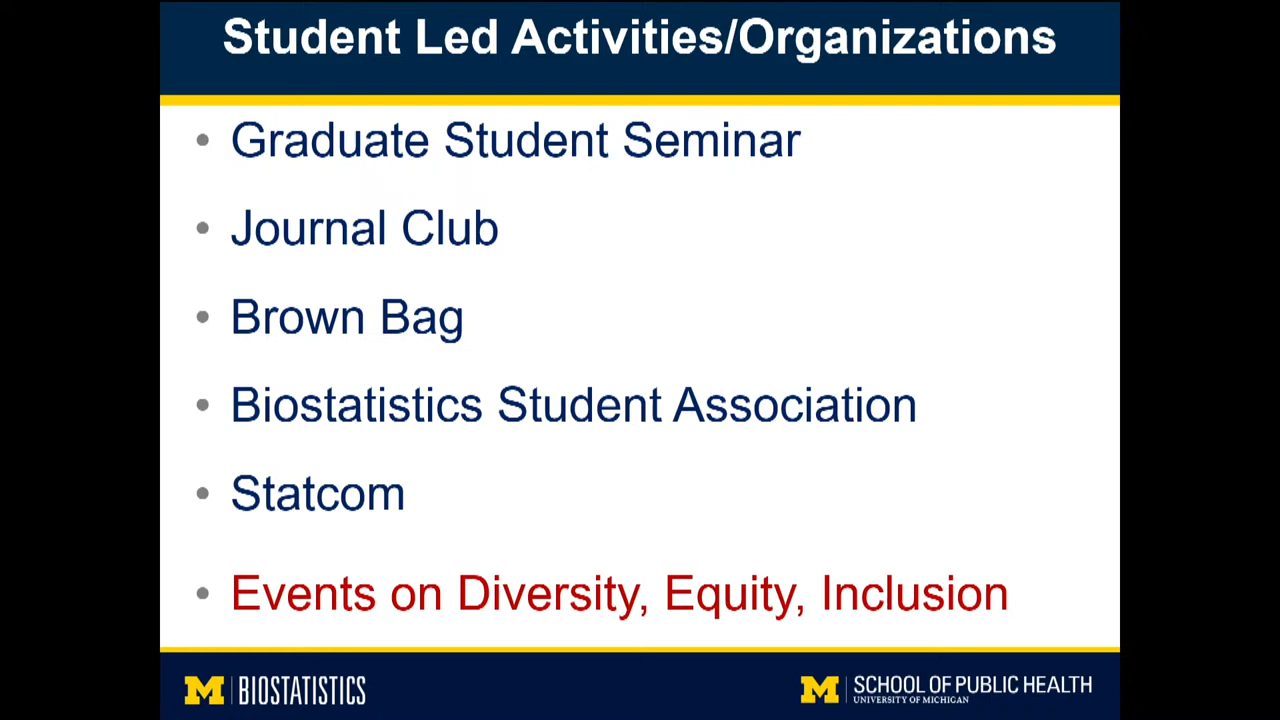 Student Led Activities/Organizations
• Graduate Student Seminar
• Journal Club
• Brown Bag
• Biostatistics Student Association
• Statcom
• Events on Diversity, Equity, Inclusion
M BIOSTATISTICS
M SCHOOL OF PUBLIC HEALTH
UNIVERSITY OF MICHIGAN